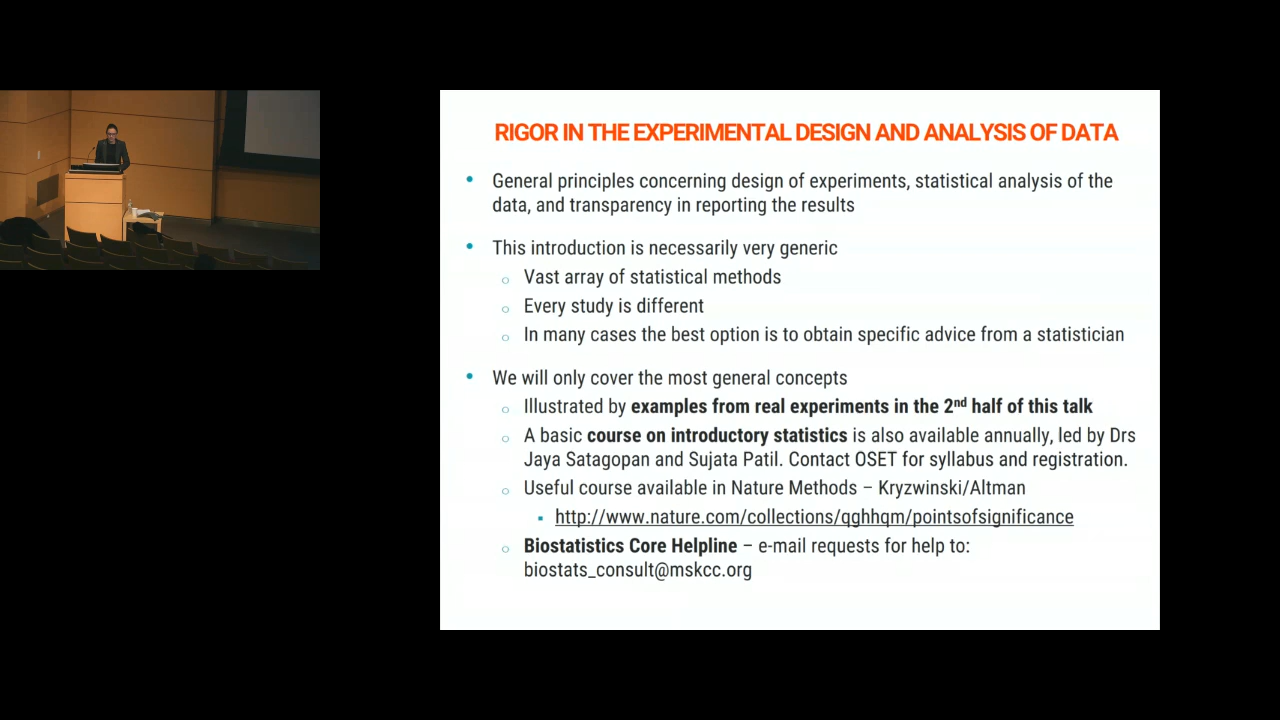 RIGOR IN THE EXPERIMENTAL DESIGN AND ANALYSIS OF DATA
• General principles concerning design of experiments, statistical analysis of the
data, and transparency in reporting the results
• This introduction is necessarily very generic
○ Vast array of statistical methods
○ Every study is different
○ In many cases the best option is to obtain specific advice from a statistician
• We will only cover the most general concepts
○ Illustrated by examples from real experiments in the 2nd half of this talk
○ A basic course on introductory statistics is also available annually, led by Drs
Jaya Satagopan and Sujata Patil. Contact OSET for syllabus and registration.
○ Useful course available in Nature Methods – Kryzwinski/Altman
▪ http://www.nature.com/collections/qghhqm/pointsofsignificance
○ Biostatistics Core Helpline – e-mail requests for help to:
biostats_consult@mskcc.org